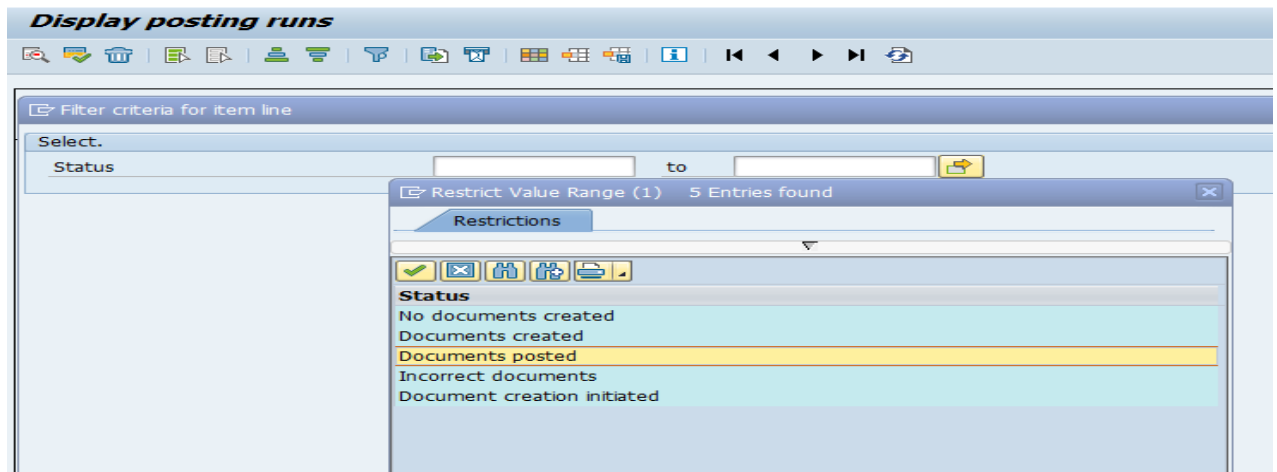 Display posting runs
Filter criteria for item line
Select.
Status to
Restrict Value Range (1) 5 Entries found
Restrictions
Status
No documents created
Documents created
Documents posted
Incorrect documents
Document creation initiated